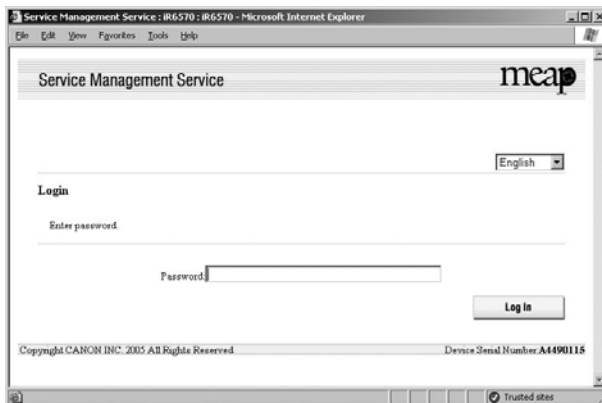 Service Management Service : iR6570 : iR6570 - Microsoft Internet Explorer
File Edit View Favorites Tools Help
Service Management Service
meap
English
Login
Enter password.
Password:
Log In
Copyright CANON INC. 2005 All Rights Reserved
Device Serial Number:A4490115
Trusted sites